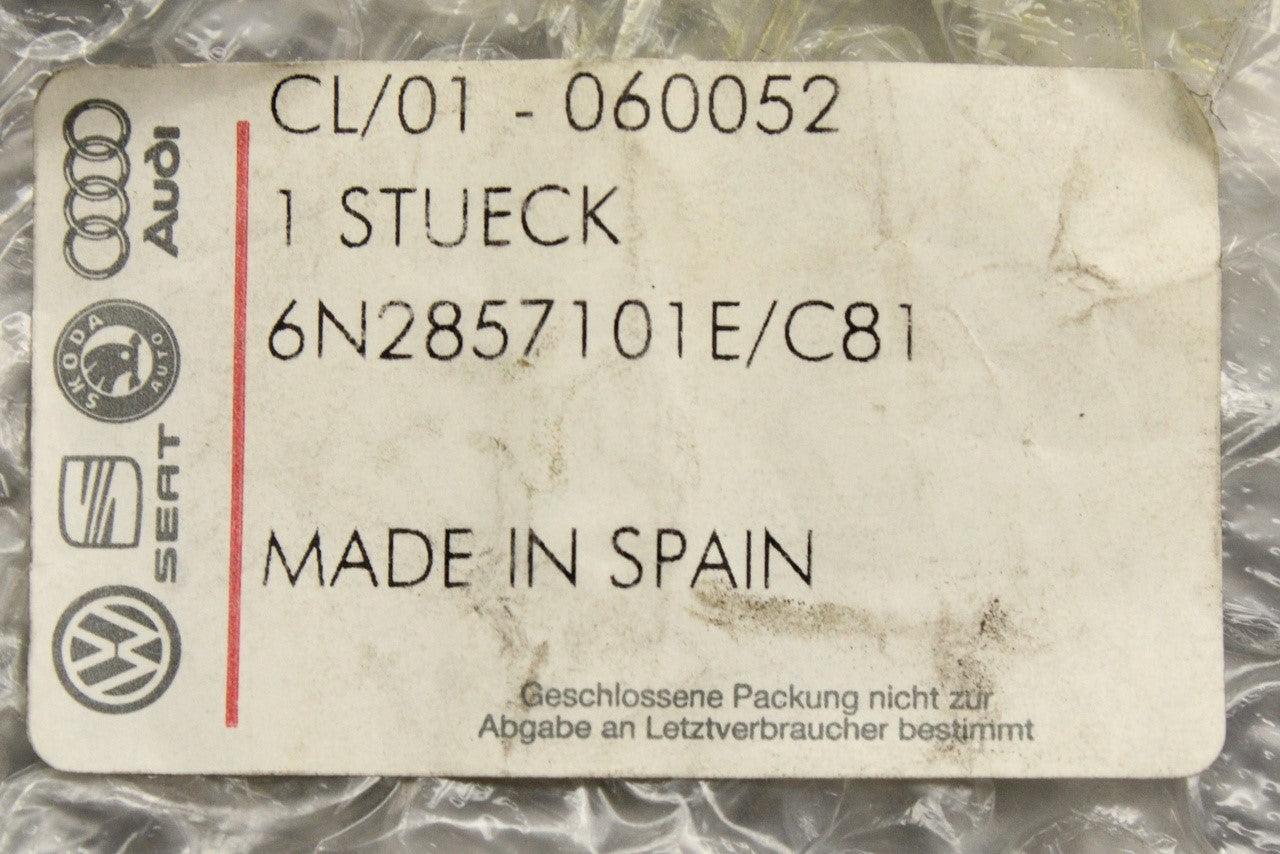 CL/01 - 060052
1 STUECK
6N2857101E/C81
MADE IN SPAIN
Geschlossene Packung nicht zur
Abgabe an Letztverbraucher bestimmt
Audi
SKODA AUTO
SEAT
VW